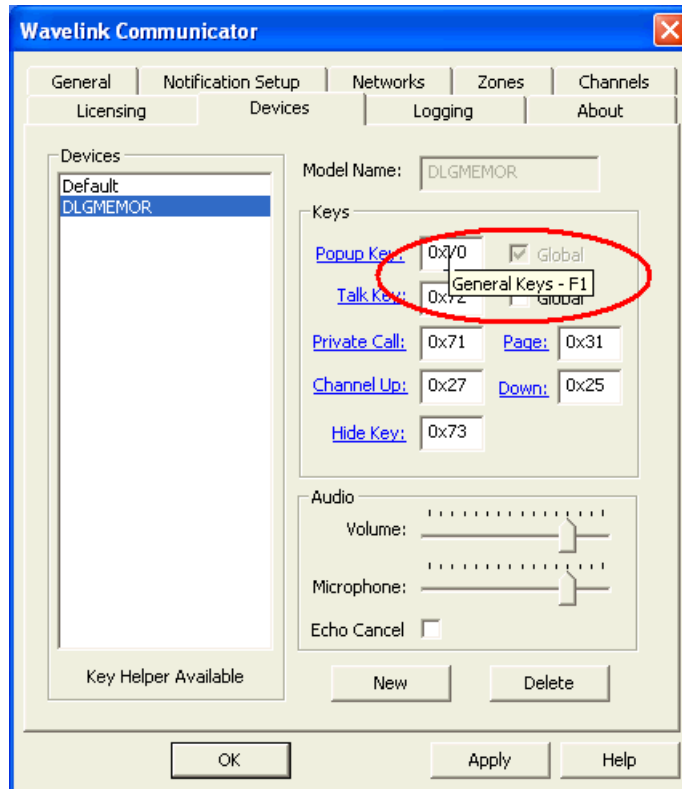 Wavelink Communicator
General Notification Setup Networks Zones Channels
Licensing Devices Logging About
Devices
Default
DLGMEMOR
Key Helper Available
Model Name: DLGMEMOR
Keys
Popup Key: 0x70 Global
General Keys - F1
Talk Key: 0x72 Global
Private Call: 0x71 Page: 0x31
Channel Up: 0x27 Down: 0x25
Hide Key: 0x73
Audio
Volume:
Microphone:
Echo Cancel
New Delete
OK Apply Help